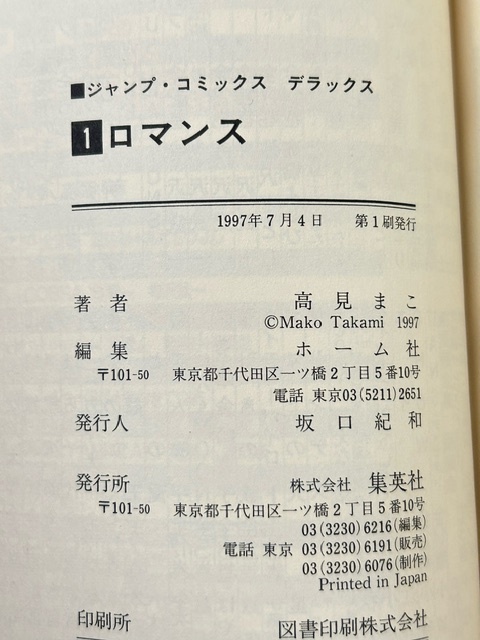 ■ジャンプ・コミックス デラックス
1 ロマンス
1997年7月4日 第1刷発行
著者 高見まこ
©Mako Takami 1997
編集 ホーム社
〒101-50 東京都千代田区一ツ橋2丁目5番10号
電話 東京03(5211)2651
発行人 坂口紀和
発行所 株式会社 集英社
〒101-50 東京都千代田区一ツ橋2丁目5番10号
03(3230)6216(編集)
電話 東京 03(3230)6191(販売)
03(3230)6076(制作)
Printed in Japan
印刷所 図書印刷株式会社